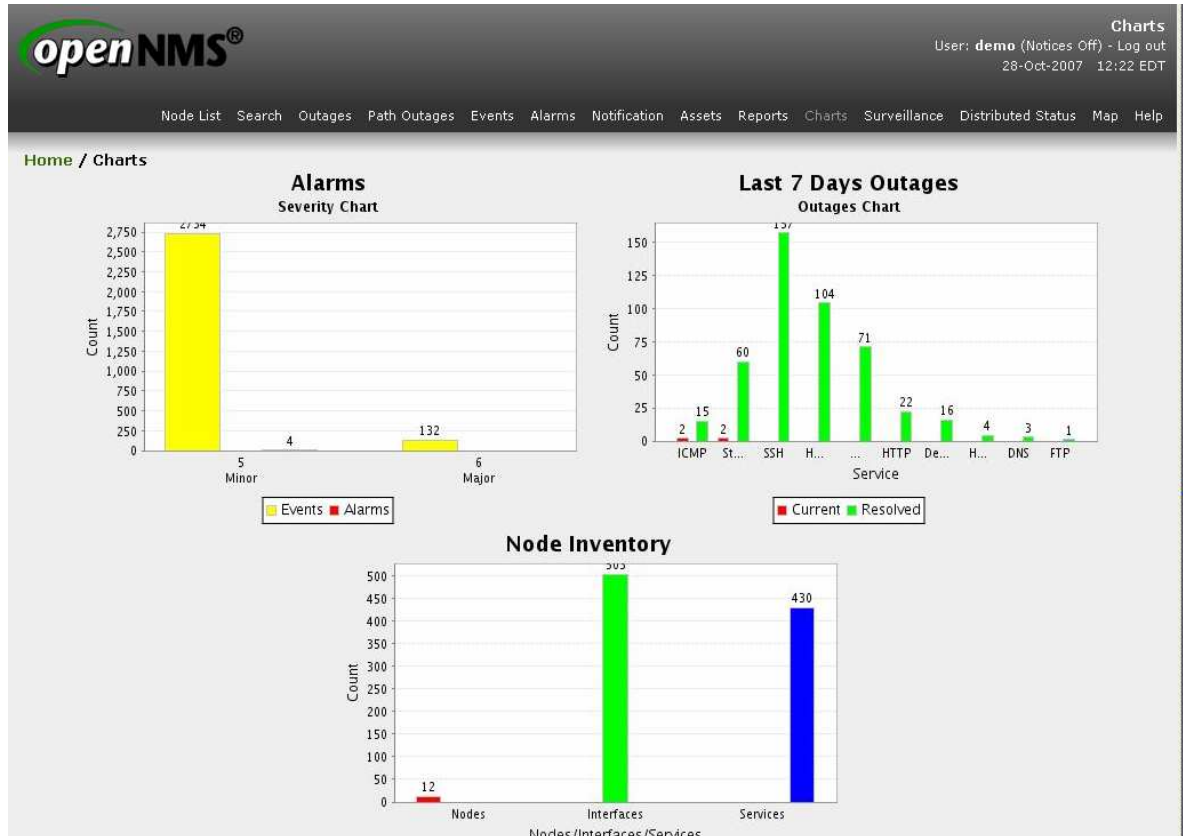 openNMS®
Charts
User: demo (Notices Off) - Log out
28-Oct-2007 12:22 EDT
Node List Search Outages Path Outages Events Alarms Notification Assets Reports Charts Surveillance Distributed Status Map Help
Home / Charts
Alarms
Severity Chart
2734
2,750
2,500
2,250
2,000
1,750
1,500
1,250
1,000
750
500
250
0
Count
4
132
5
Minor
6
Major
Events Alarms
Last 7 Days Outages
Outages Chart
150
125
100
75
50
25
0
Count
2 15 2 60 157 104 71 22 16 4 3 1
ICMP St... SSH H... ... HTTP De... H... DNS FTP
Service
Current Resolved
Node Inventory
500
450
400
350
300
250
200
150
100
50
0
Count
12
503
430
Nodes Interfaces Services
Nodes/Interfaces/Services